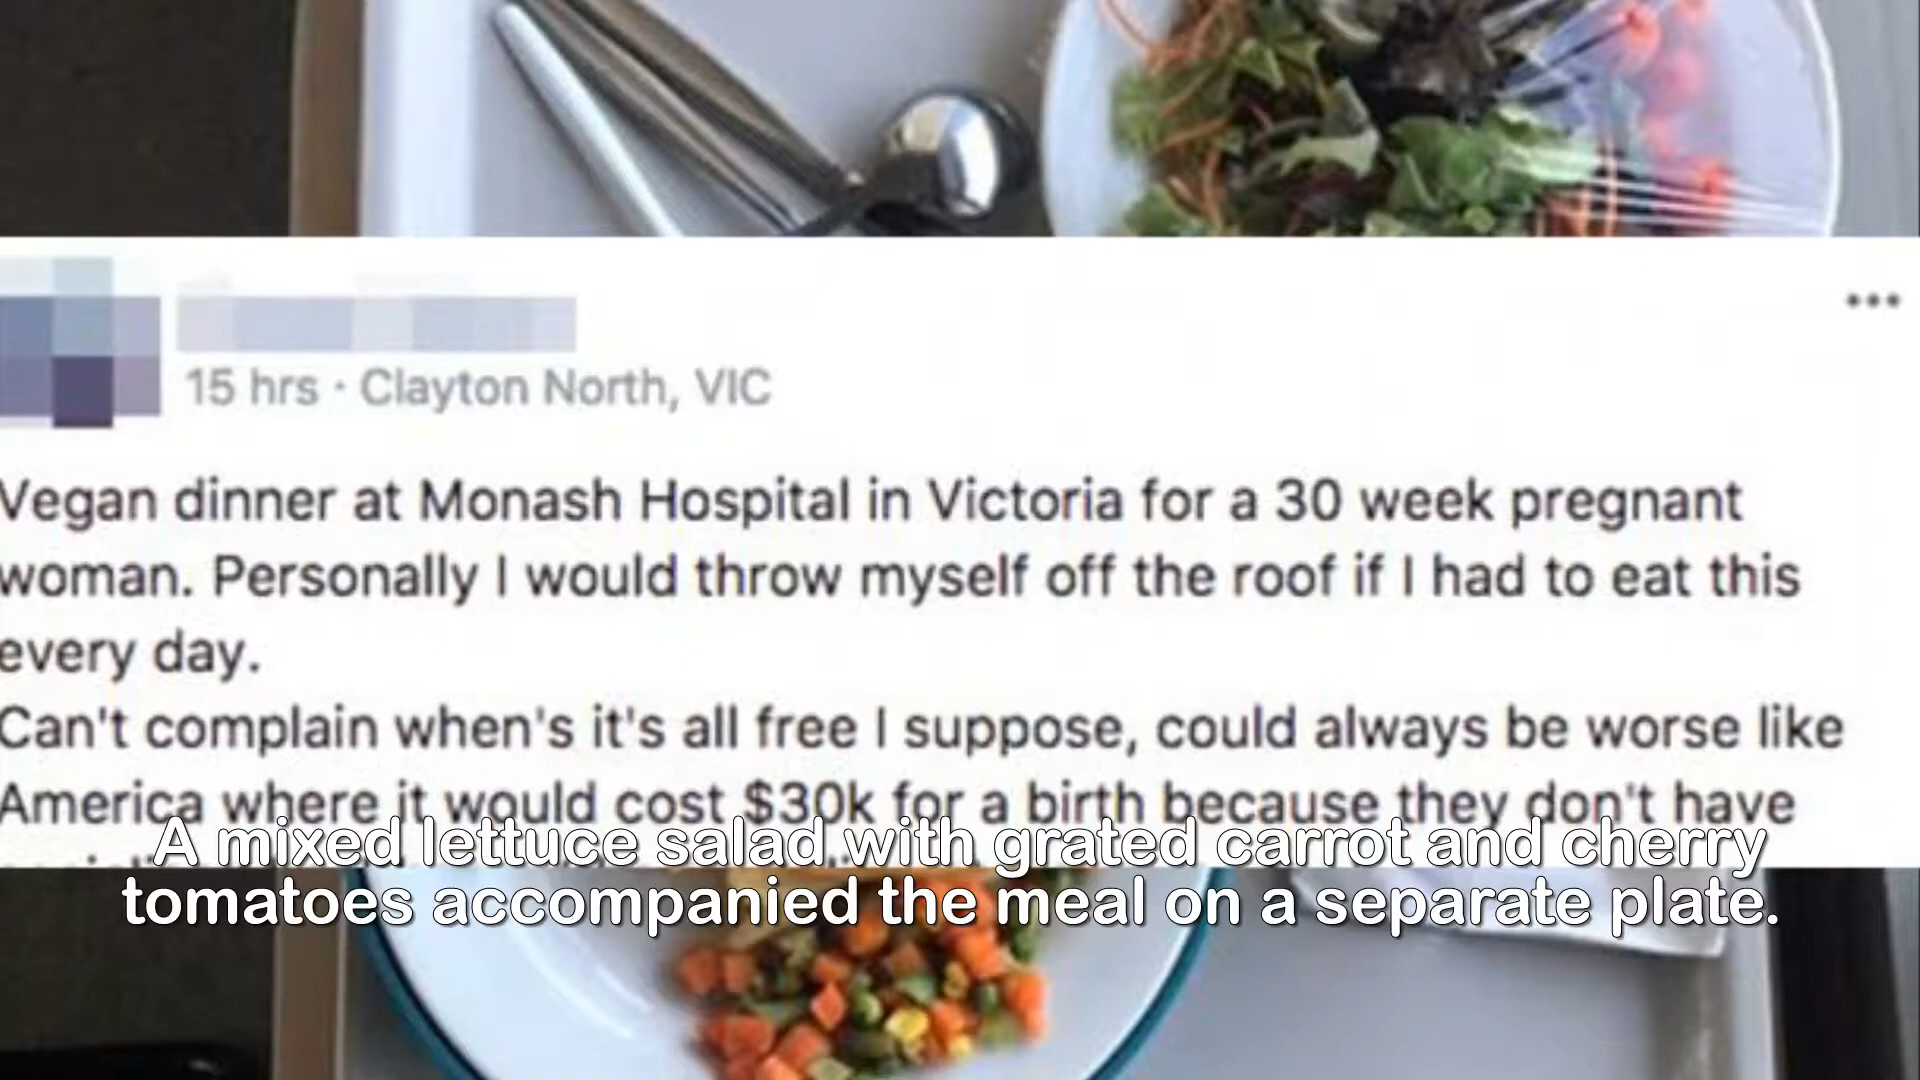 15 hrs · Clayton North, VIC
Vegan dinner at Monash Hospital in Victoria for a 30 week pregnant
woman. Personally I would throw myself off the roof if I had to eat this
every day.
Can't complain when's it's all free I suppose, could always be worse like
America where it would cost $30k for a birth because they don't have
A mixed lettuce salad with grated carrot and cherry
tomatoes accompanied the meal on a separate plate.